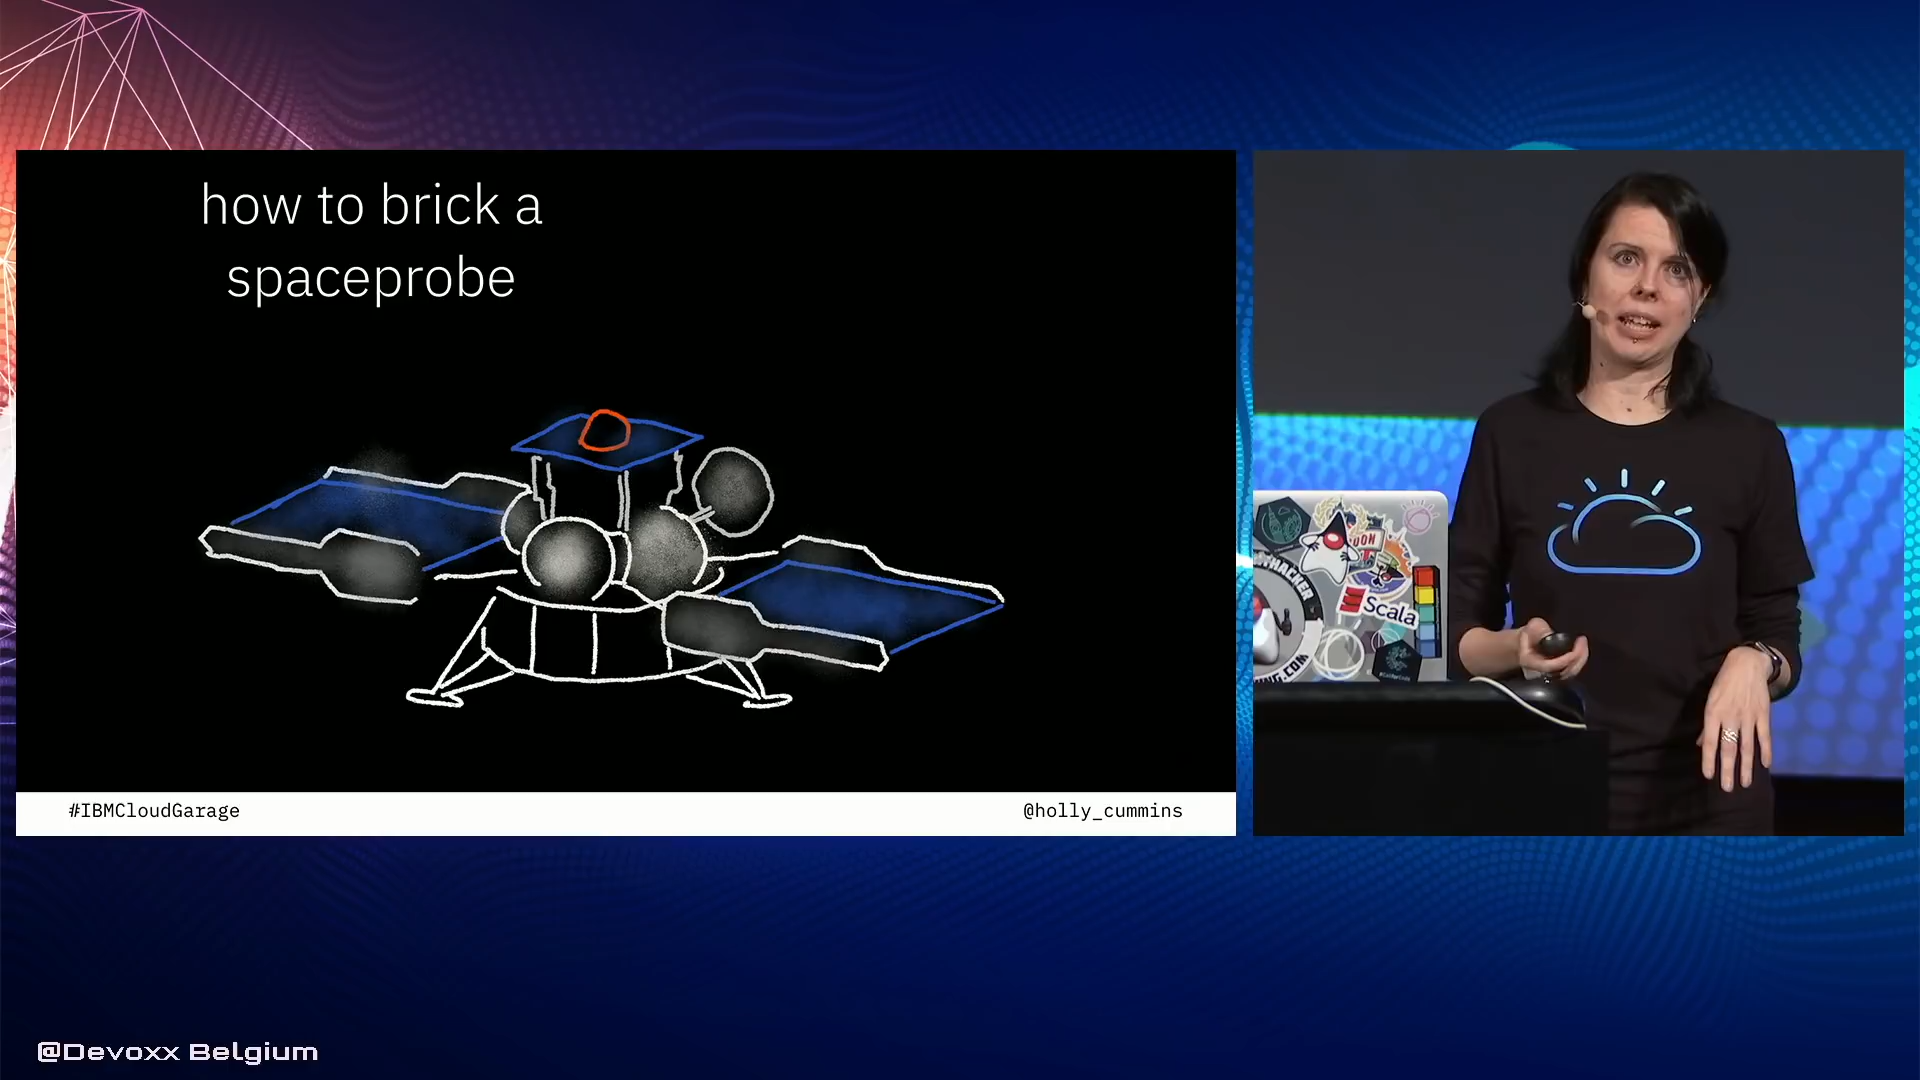 how to brick a
spaceprobe
#IBMCloudGarage
@holly_cummins
Scala
@Devoxx Belgium